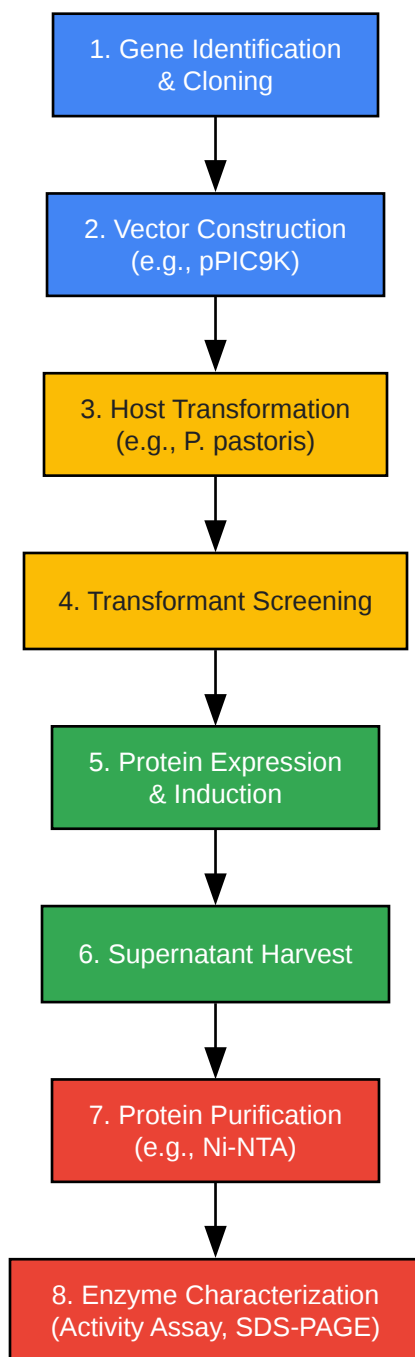 1. Gene Identification
& Cloning
2. Vector Construction
(e.g., pPIC9K)
3. Host Transformation
(e.g., P. pastoris)
4. Transformant Screening
5. Protein Expression
& Induction
6. Supernatant Harvest
7. Protein Purification
(e.g., Ni-NTA)
8. Enzyme Characterization
(Activity Assay, SDS-PAGE)